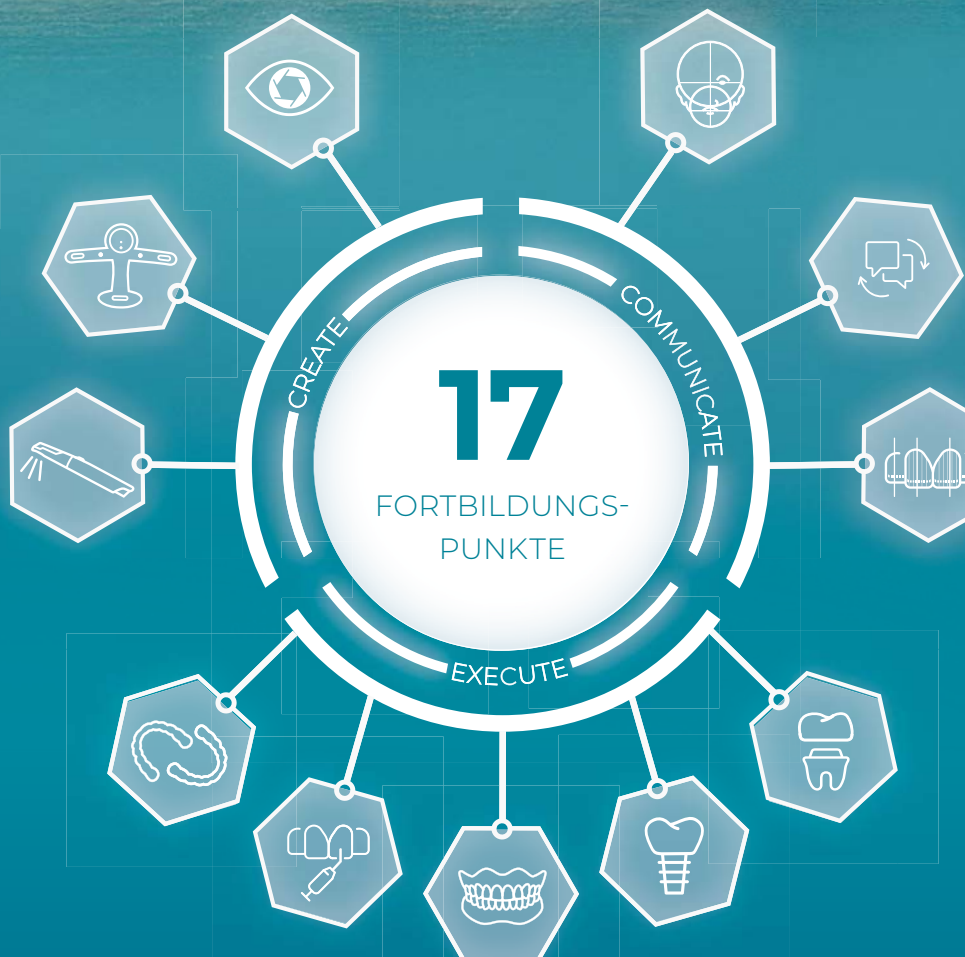 CREATE
COMMUNICATE
17
FORTBILDUNGS-
PUNKTE
EXECUTE